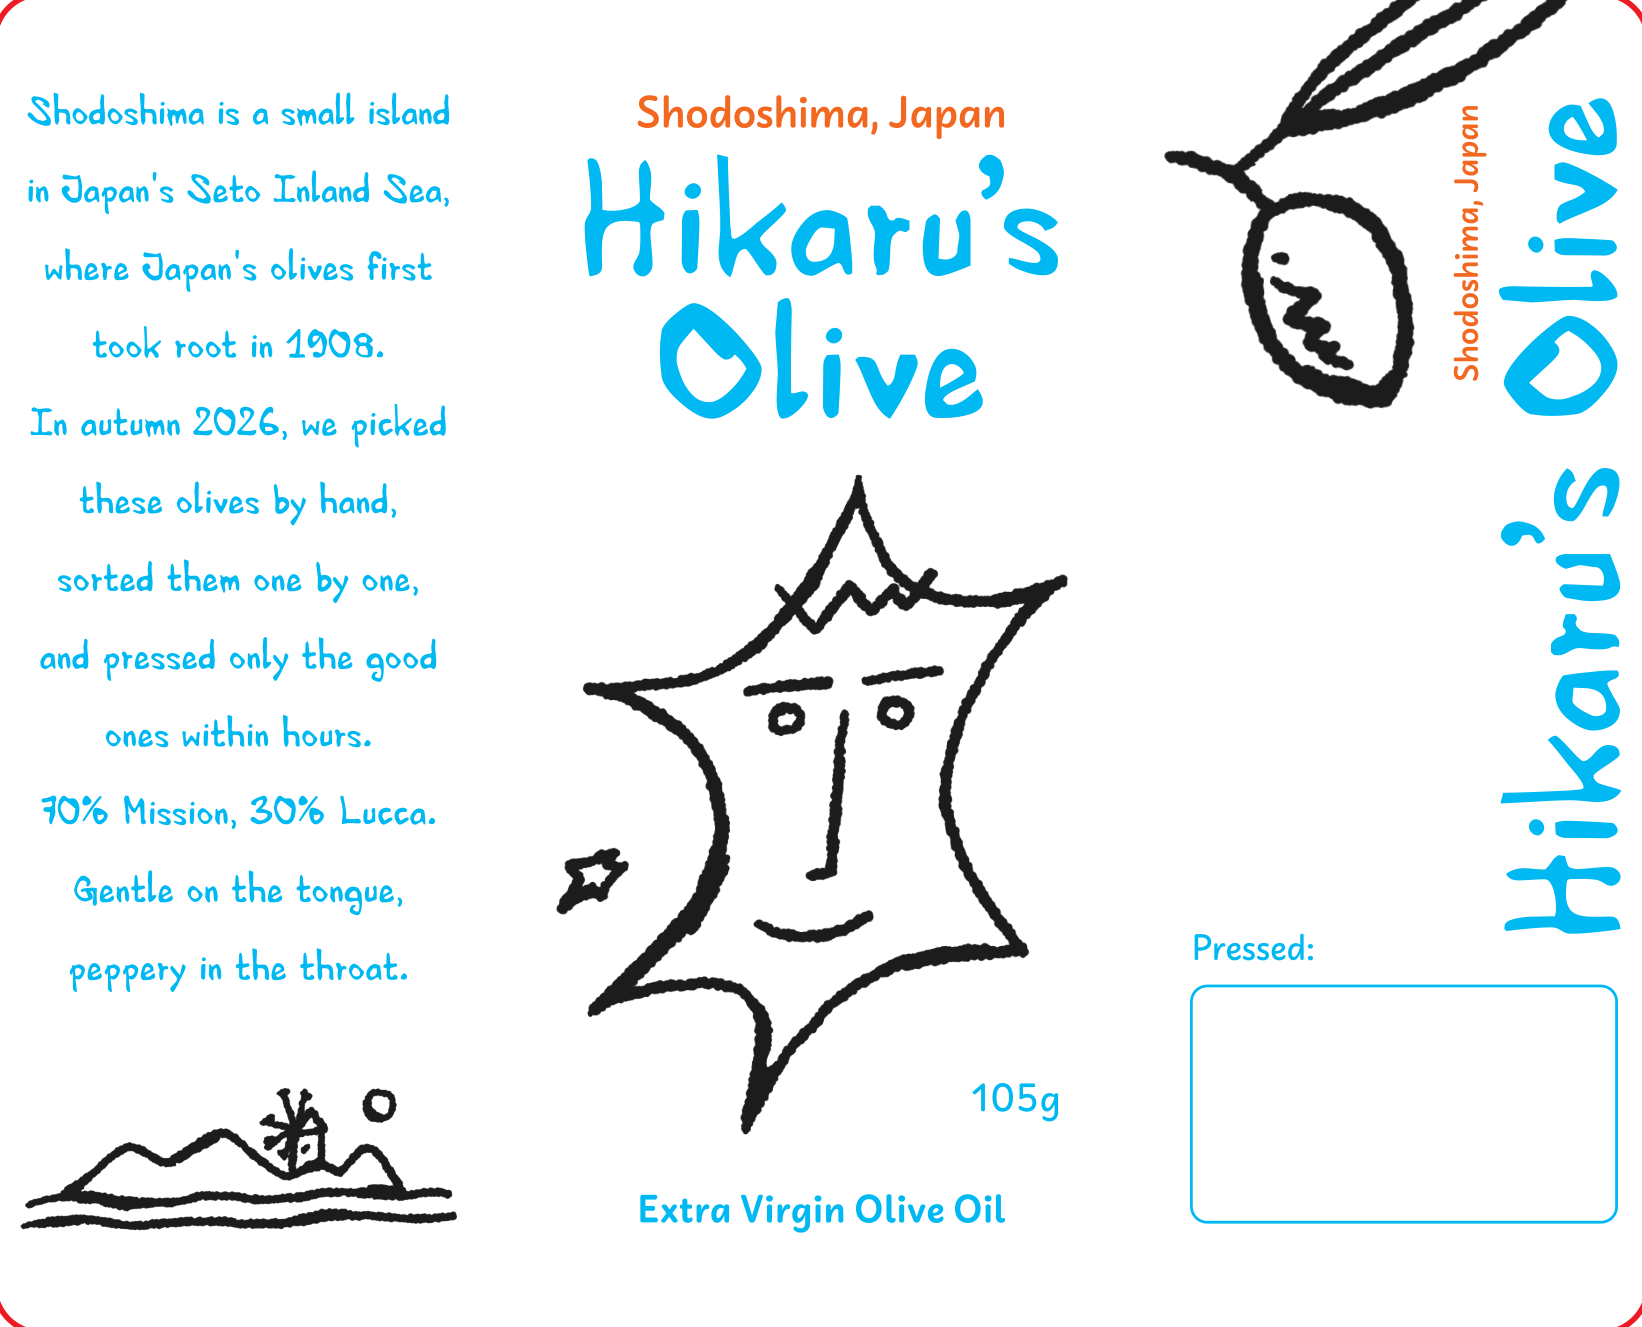 Shodoshima is a small island
in Japan's Seto Inland Sea,
where Japan's olives first
took root in 1908.
In autumn 2026, we picked
these olives by hand,
sorted them one by one,
and pressed only the good
ones within hours.
70% Mission, 30% Lucca.
Gentle on the tongue,
peppery in the throat.
Shodoshima, Japan
Hikaru’s
Olive
105g
Extra Virgin Olive Oil
Shodoshima, Japan
Hikaru’s Olive
Pressed: